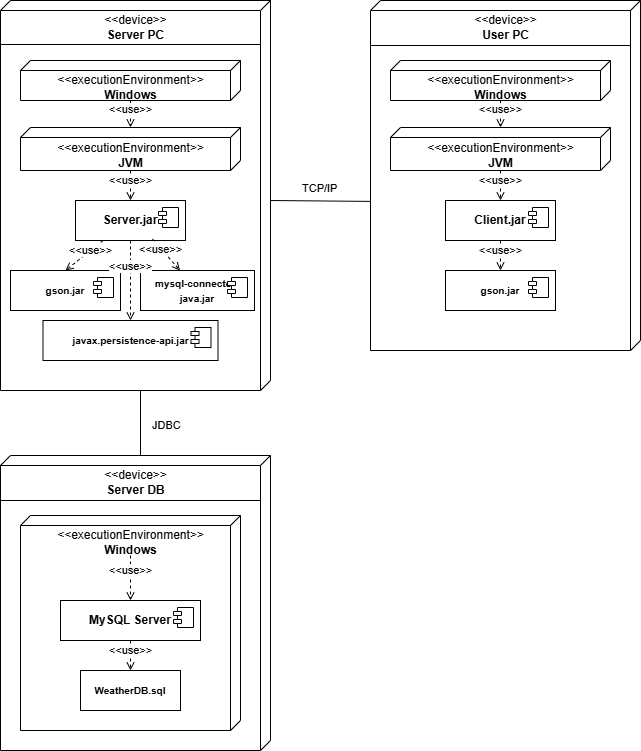 <<device>>
Server PC
<<executionEnvironment>>
Windows
<<use>>
<<executionEnvironment>>
JVM
<<use>>
Server.jar
<<use>>
<<use>>
<<use>>
gson.jar
mysql-connecto
java.jar
javax.persistence-api.jar
TCP/IP
<<device>>
User PC
<<executionEnvironment>>
Windows
<<use>>
<<executionEnvironment>>
JVM
<<use>>
Client.jar
<<use>>
gson.jar
JDBC
<<device>>
Server DB
<<executionEnvironment>>
Windows
<<use>>
MySQL Server
<<use>>
WeatherDB.sql